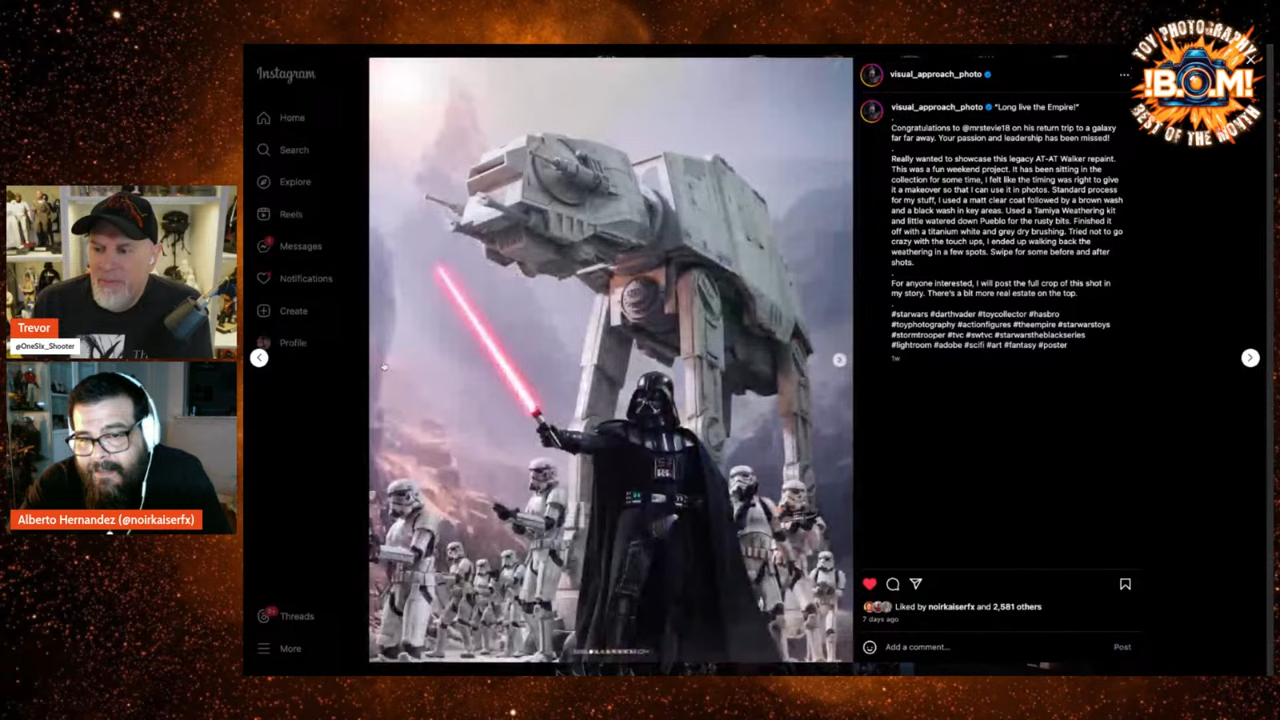 TOY PHOTOGRAPHY
!B.O.M!
BEST OF THE MONTH
Instagram
Home
Search
Explore
Reels
Messages
Notifications
Create
Profile
Threads
More
Trevor
@OneSix_Shooter
Alberto Hernandez (@noirkaiserfx)
visual_approach_photo
visual_approach_photo "Long live the Empire!"
.
Congratulations to @mrstevie18 on his return trip to a galaxy
far far away. Your passion and leadership has been missed!
.
Really wanted to showcase this legacy AT-AT Walker repaint.
This was a fun weekend project. It has been sitting in the
collection for some time, I felt like the timing was right to give
it a makeover so that I can use it in photos. Standard process
for my stuff, I used a matt clear coat followed by a brown wash
and a black wash in key areas. Used a Tamiya Weathering kit
and little watered down Pueblo for the rusty bits. Finished it
off with a titanium white and grey dry brushing. Tried not to go
crazy with the touch ups, I ended up walking back the
weathering in a few spots. Swipe for some before and after
shots.
.
For anyone interested, I will post the full crop of this shot in
my story. There's a bit more real estate on the top.
.
#starwars #darthvader #toycollector #hasbro
#toyphotography #actionfigures #theempire #starwarstoys
#stormtrooper #tvc #swtvc #starwarstheblackseries
#lightroom #adobe #scifi #art #fantasy #poster
1w
Liked by noirkaiserfx and 2,581 others
7 days ago
Add a comment...
Post